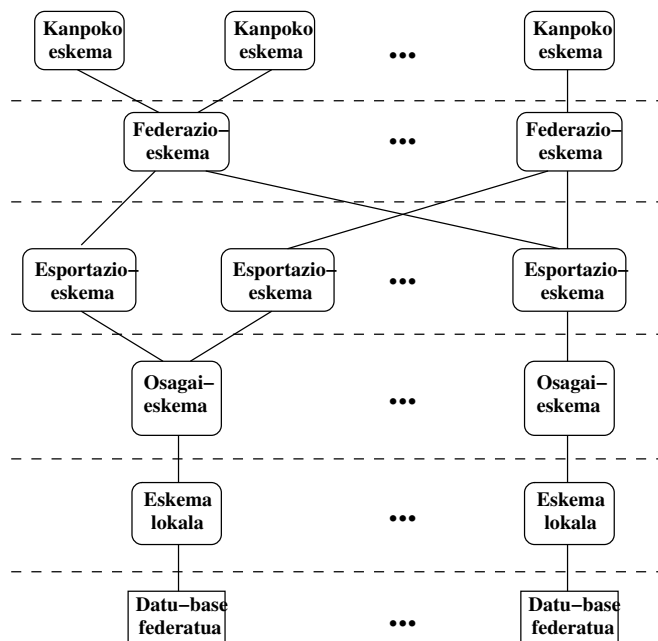 Kanpoko
eskema
Kanpoko
eskema
...
Kanpoko
eskema
Federazio–
eskema
...
Federazio–
eskema
Esportazio–
eskema
Esportazio–
eskema
...
Esportazio–
eskema
Osagai–
eskema
...
Osagai–
eskema
Eskema
lokala
...
Eskema
lokala
Datu–base
federatua
...
Datu–base
federatua